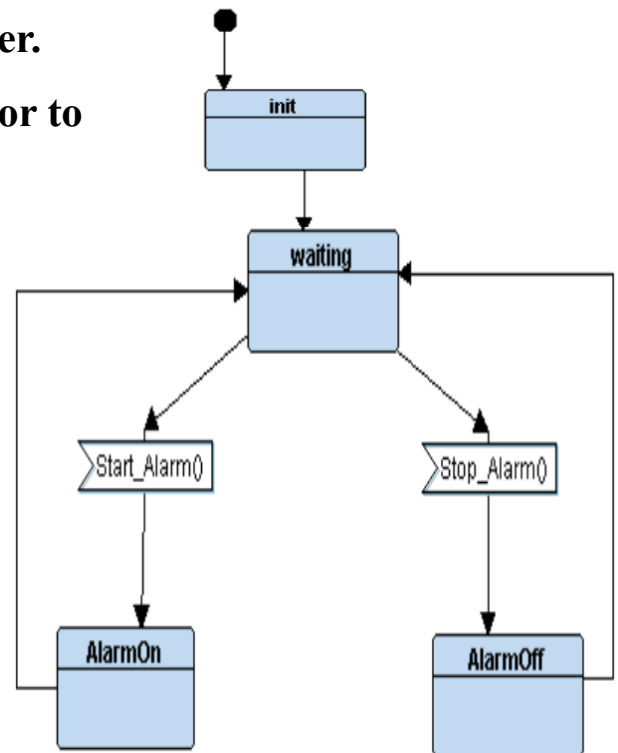 er.
or to
init
waiting
Start_Alarm()
Stop_Alarm()
AlarmOn
AlarmOff